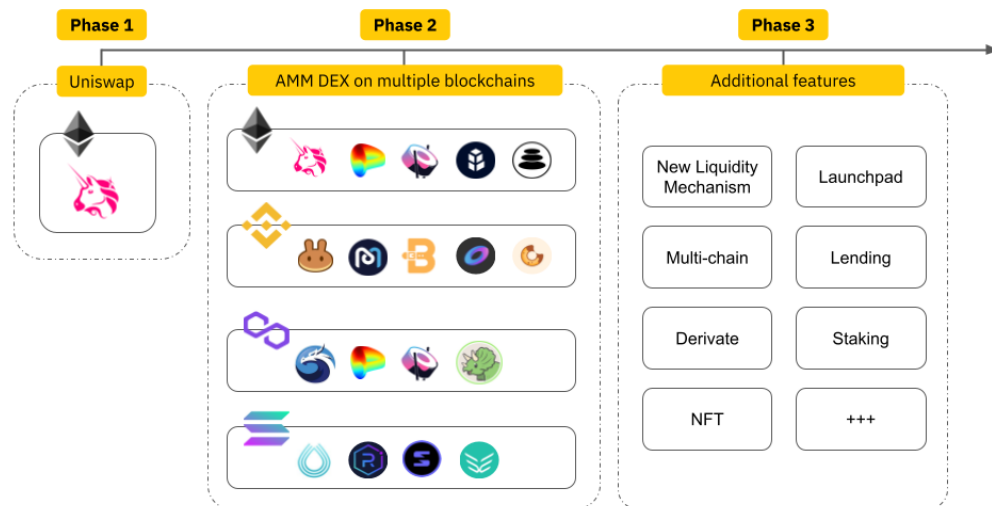 Phase 1
Phase 2
Phase 3
Uniswap
AMM DEX on multiple blockchains
Additional features
New Liquidity
Mechanism
Launchpad
Multi-chain
Lending
Derivate
Staking
NFT
+++